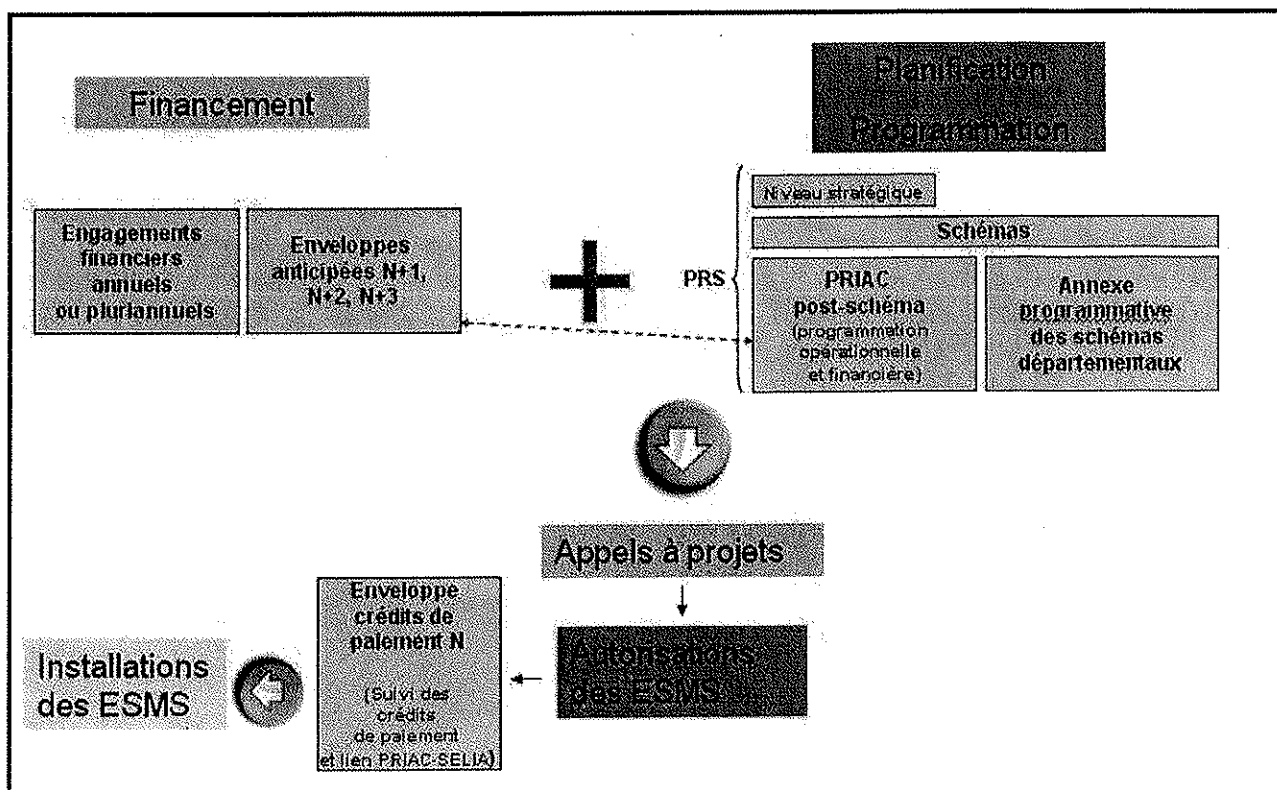 Financement
Planification
Programmation
Engagements
financiers
annuels
ou pluriannuels
Enveloppes
anticipées N+1,
N+2, N+3
PRS
Niveau stratégique
Schémas
PRIAC
post-schéma
(programmation
opérationnelle
et financière)
Annexe
programmative
des schémas
départementaux
Appels à projets
Autorisations
des ESMS
Enveloppe
crédits de
paiement N
(Suivi des
crédits
de paiement
et lien PRIAC-SELIA)
Installations
des ESMS